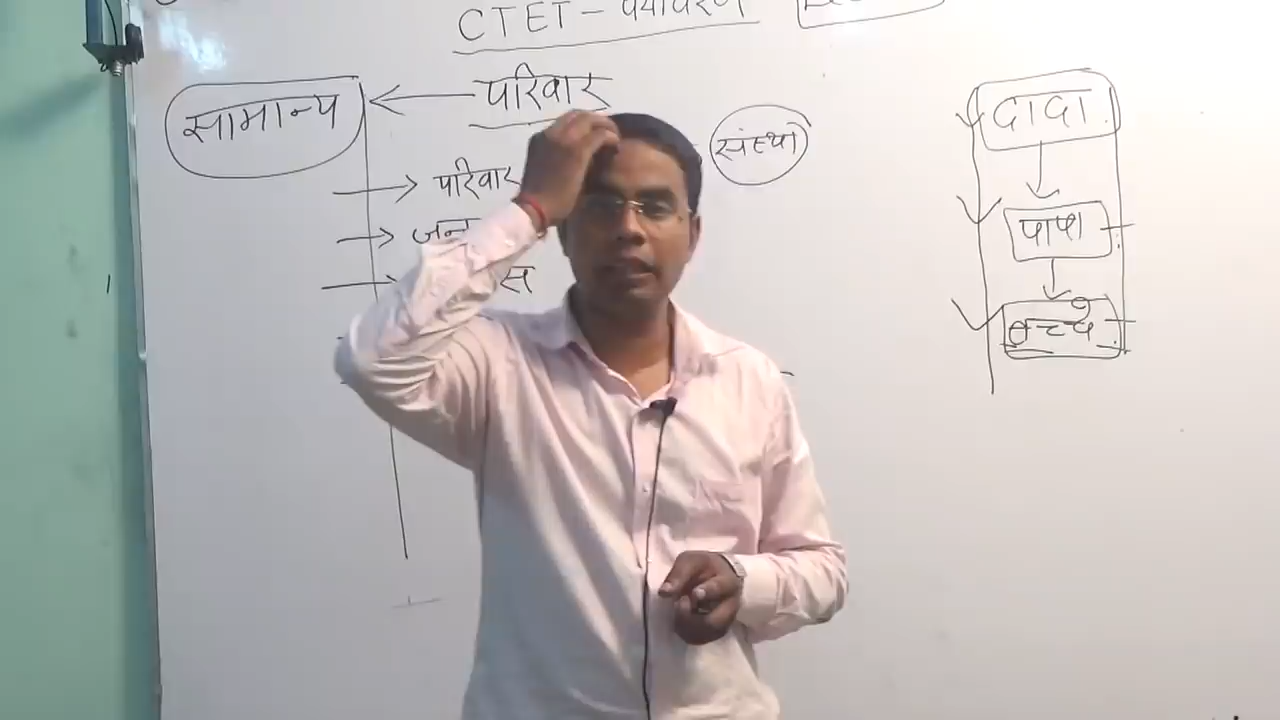 CTET - पर्यावरण
सामान्य
परिवार
संस्था
परिवार
दादा
पापा
बच्चे